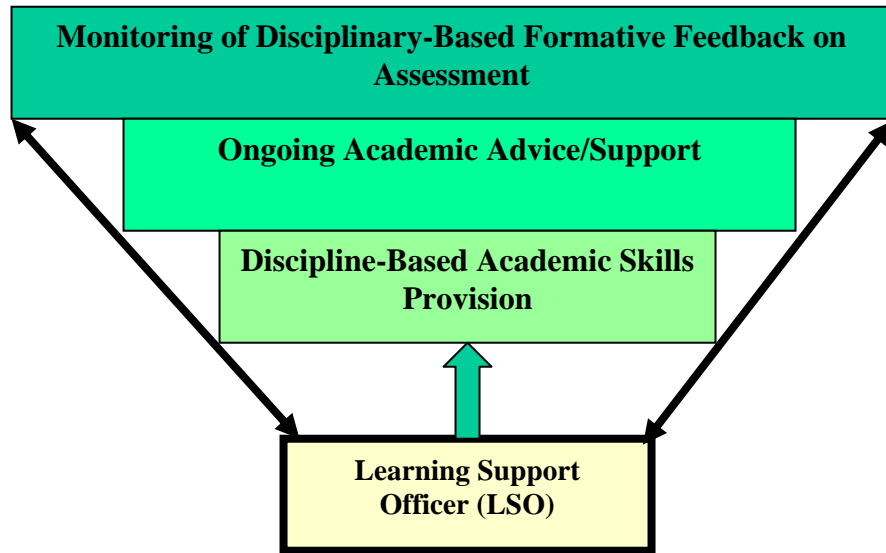 Monitoring of Disciplinary-Based Formative Feedback on
Assessment
Ongoing Academic Advice/Support
Discipline-Based Academic Skills
Provision
Learning Support
Officer (LSO)